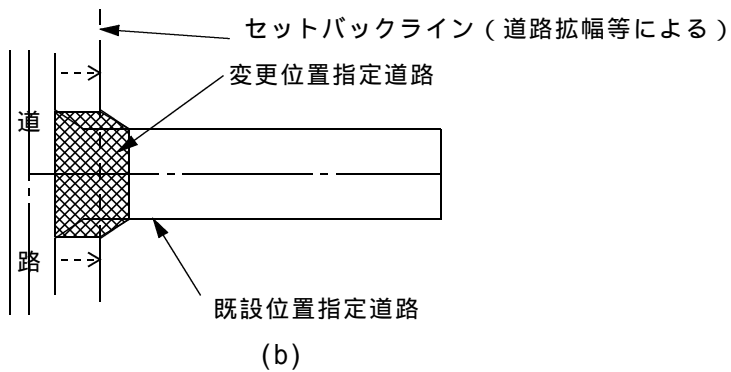 セットバックライン（道路拡幅等による）
変更位置指定道路
道
路
既設位置指定道路
(b)